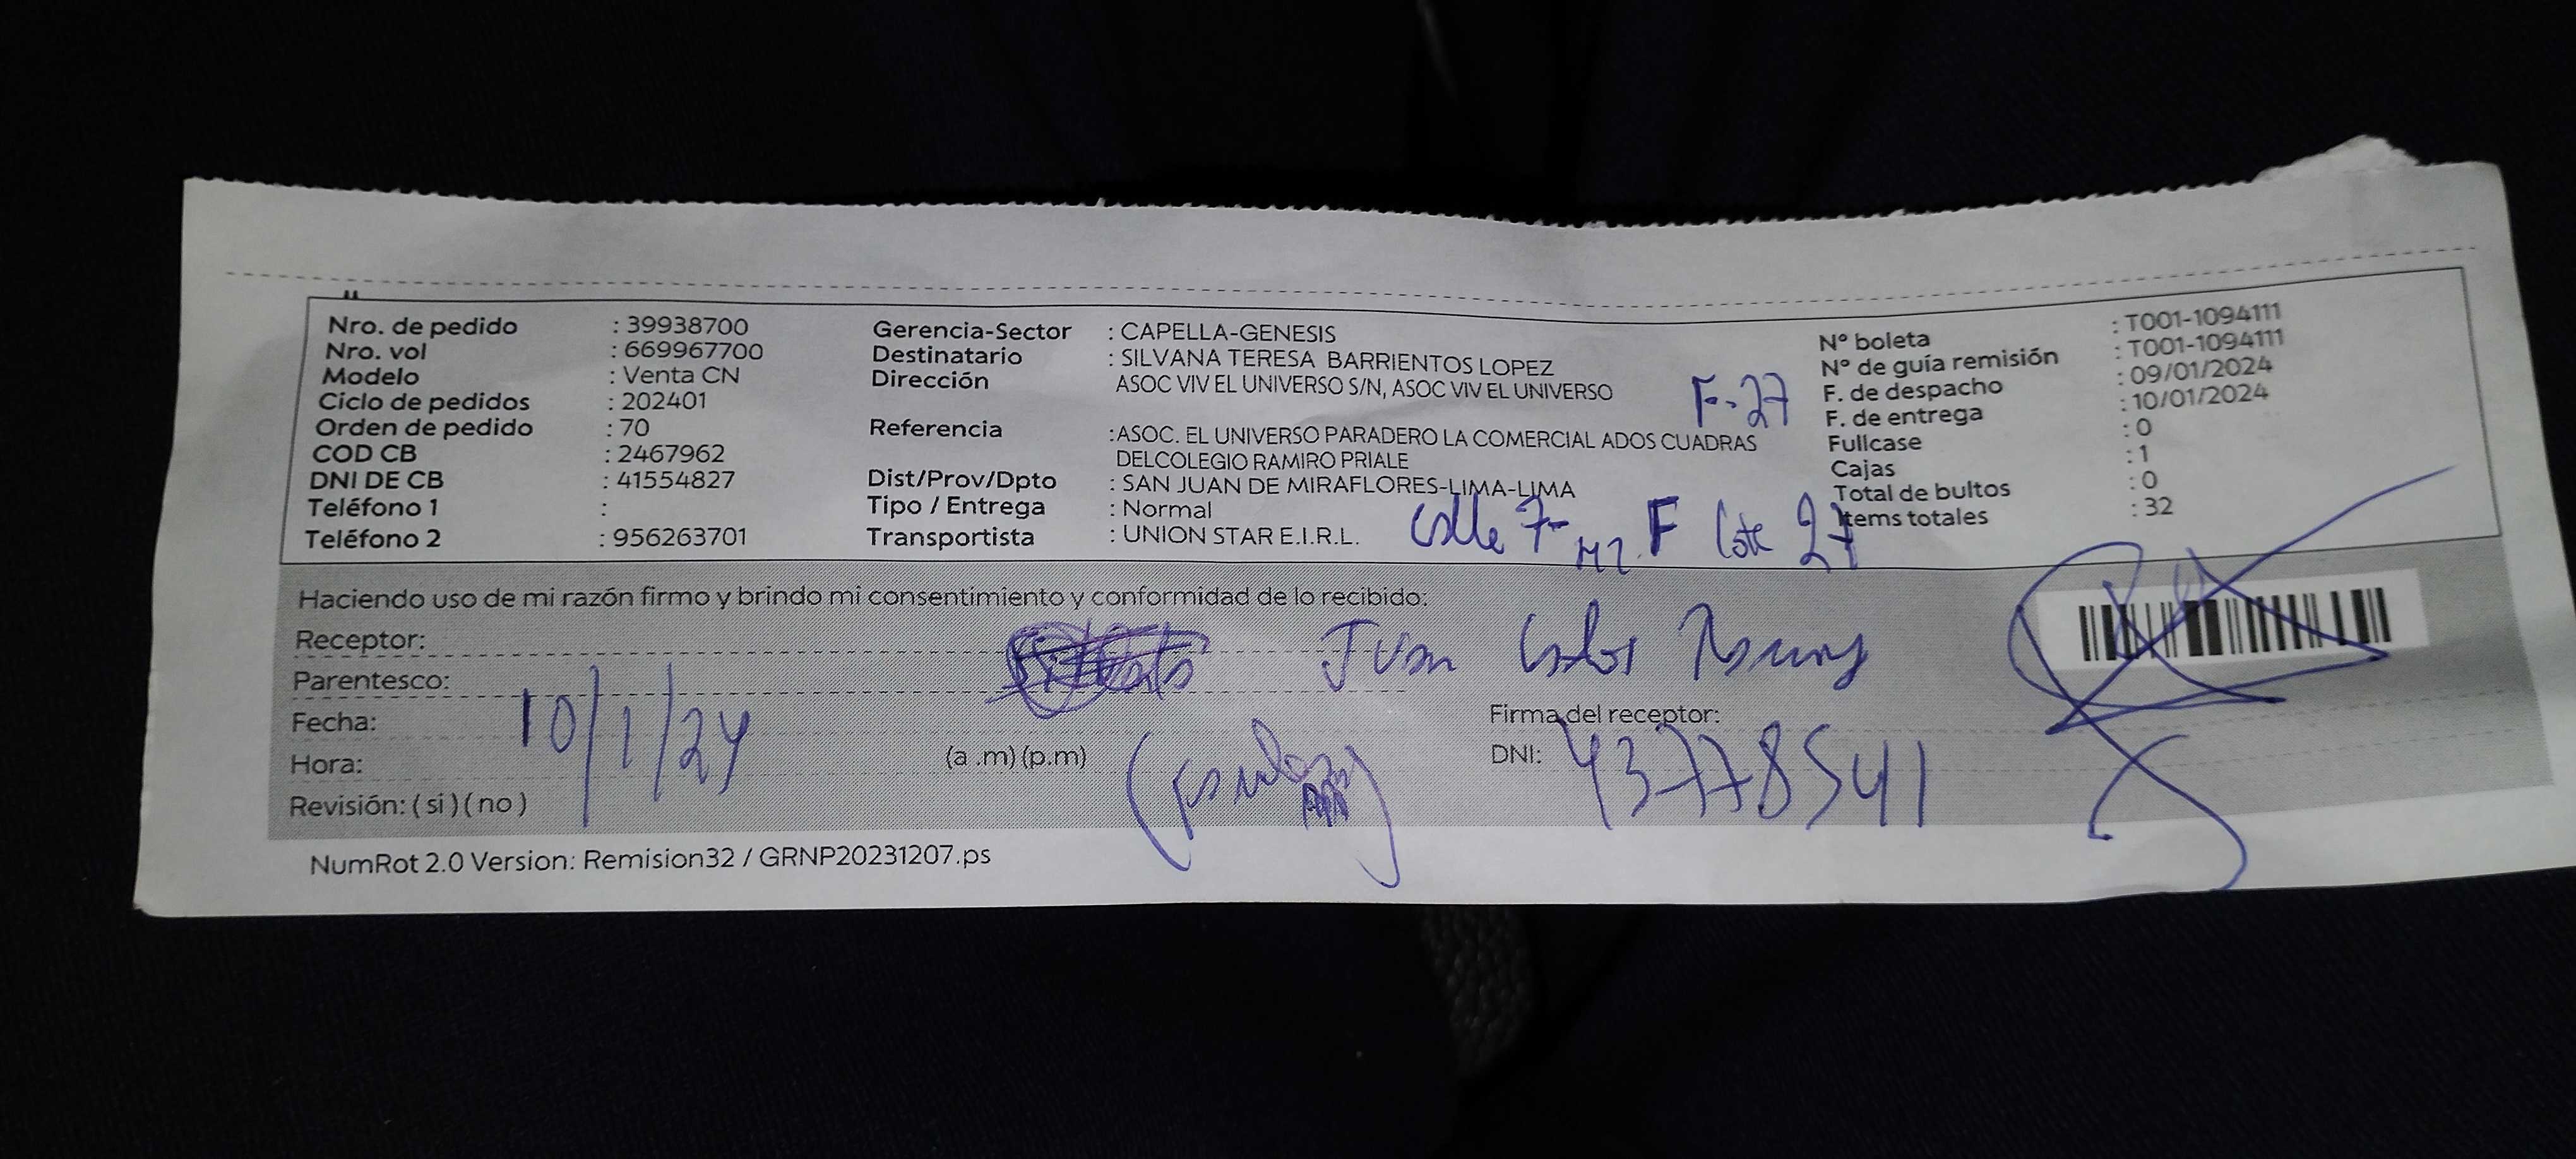 Nro. de pedido : 39938700
Nro. vol : 669967700
Modelo : Venta CN
Ciclo de pedidos : 202401
Orden de pedido : 70
COD CB : 2467962
DNI DE CB : 41554827
Teléfono 1 :
Teléfono 2 : 956263701
Gerencia-Sector : CAPELLA-GENESIS
Destinatario : SILVANA TERESA BARRIENTOS LOPEZ
Dirección ASOC VIV EL UNIVERSO S/N, ASOC VIV EL UNIVERSO
F-27
Referencia :ASOC. EL UNIVERSO PARADERO LA COMERCIAL ADOS CUADRAS
DELCOLEGIO RAMIRO PRIALE
Dist/Prov/Dpto : SAN JUAN DE MIRAFLORES-LIMA-LIMA
Tipo / Entrega : Normal
Transportista : UNION STAR E.I.R.L.
Calle 7- Mz. F Lote 27
N° boleta : T001-1094111
N° de guía remisión : T001-1094111
F. de despacho : 09/01/2024
F. de entrega : 10/01/2024
Fullcase : 0
Cajas : 1
Total de bultos : 0
Items totales : 32
Haciendo uso de mi razón firmo y brindo mi consentimiento y conformidad de lo recibido:
Receptor: Juan Carlos
Parentesco:
Fecha: 10/1/24
Firma del receptor:
Hora: (a .m) (p.m)
DNI: 43778541
Revisión: ( si ) ( no )
NumRot 2.0 Version: Remision32 / GRNP20231207.ps